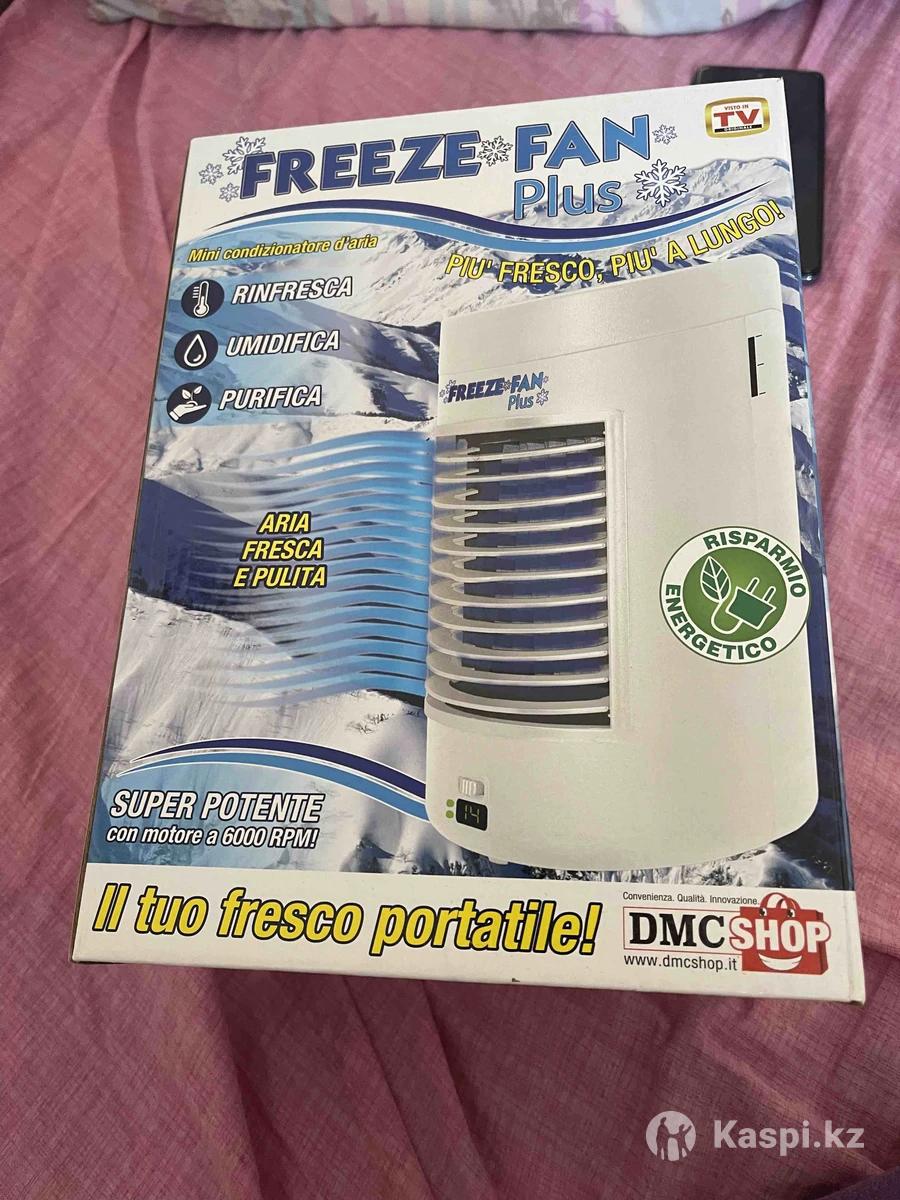 VISTO IN
TV
ORIGINALE
FREEZE FAN
Plus
Mini condizionatore d'aria
PIU' FRESCO, PIU' A LUNGO!
RINFRESCA
UMIDIFICA
PURIFICA
FREEZE FAN
Plus
ARIA
FRESCA
E PULITA
RISPARMIO
ENERGETICO
14
SUPER POTENTE
con motore a 6000 RPM!
Il tuo fresco portatile!
Convenienza. Qualità. Innovazione.
DMC SHOP
www.dmcshop.it
Kaspi.kz